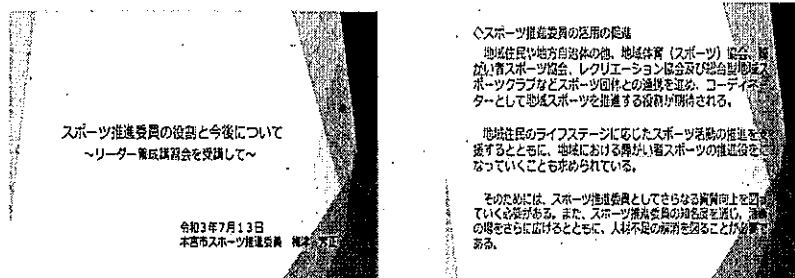 スポーツ推進委員の役割と今後について
～リーダー養成講習会を受講して～
令和3年7月13日
本宮市スポーツ推進委員
◇スポーツ推進委員の活用の促進
地域住民や地方自治体の他、地域体育（スポーツ）協会、障
がい者スポーツ協会、レクリエーション協会及び総合型地域ス
ポーツクラブなどスポーツ団体との連携を進め、コーディネー
ターとして地域スポーツを推進する役割が期待される。
地域住民のライフステージに応じたスポーツ活動の推進を支
援するとともに、地域における障がい者スポーツの推進役と
なっていくことも求められている。
そのためには、スポーツ推進委員としてさらなる資質向上を図っ
ていく必要がある。また、スポーツ推進委員の知名度を通し、活動
の場をさらに広げるとともに、人材不足の解消を図ることが必要で
ある。